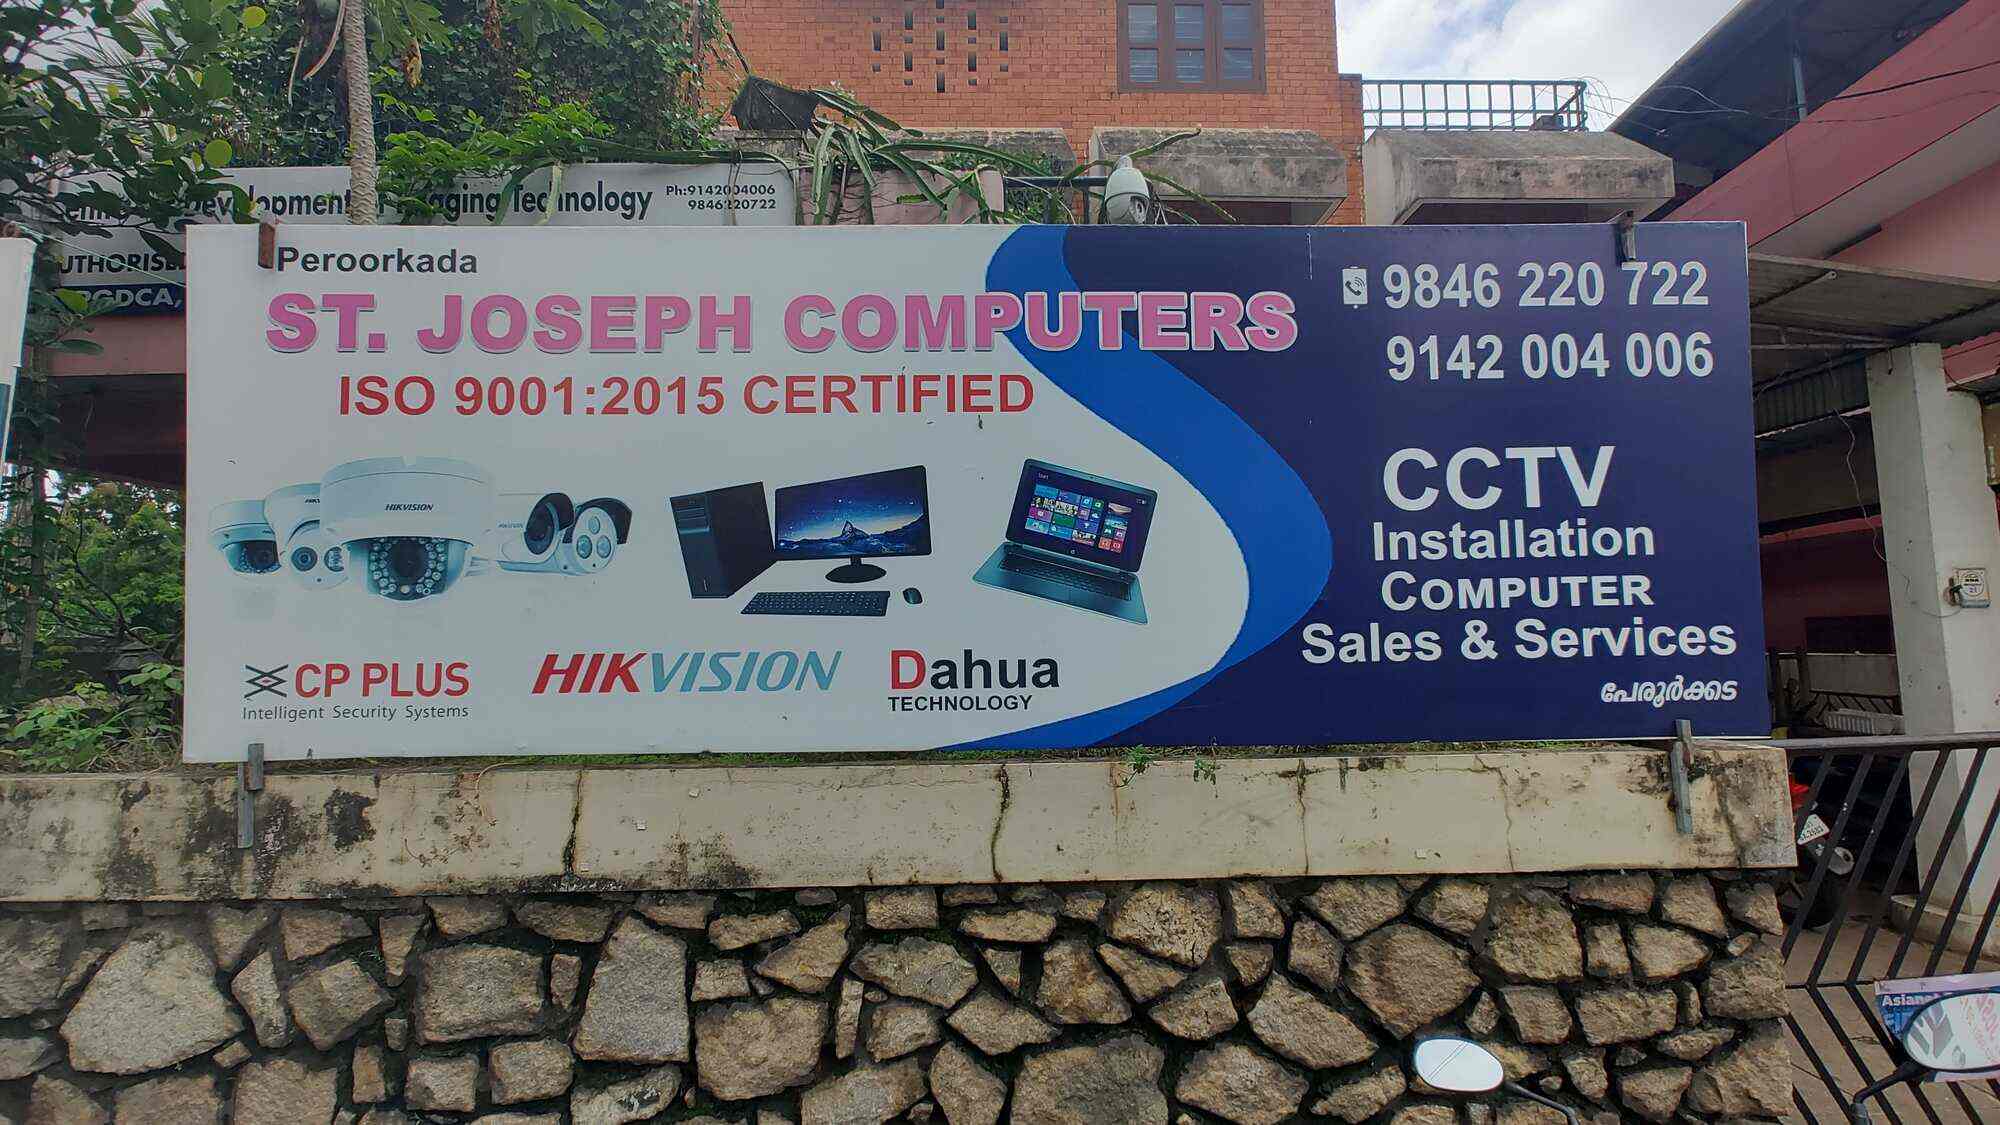 Technology
Ph:9142004006
9846220722
PGDCA,
Peroorkada
ST. JOSEPH COMPUTERS
ISO 9001:2015 CERTIFIED
9846 220 722
9142 004 006
HIKVISION
CCTV
Installation
COMPUTER
Sales & Services
പേരൂർക്കട
CP PLUS
Intelligent Security Systems
HIKVISION
Dahua
TECHNOLOGY